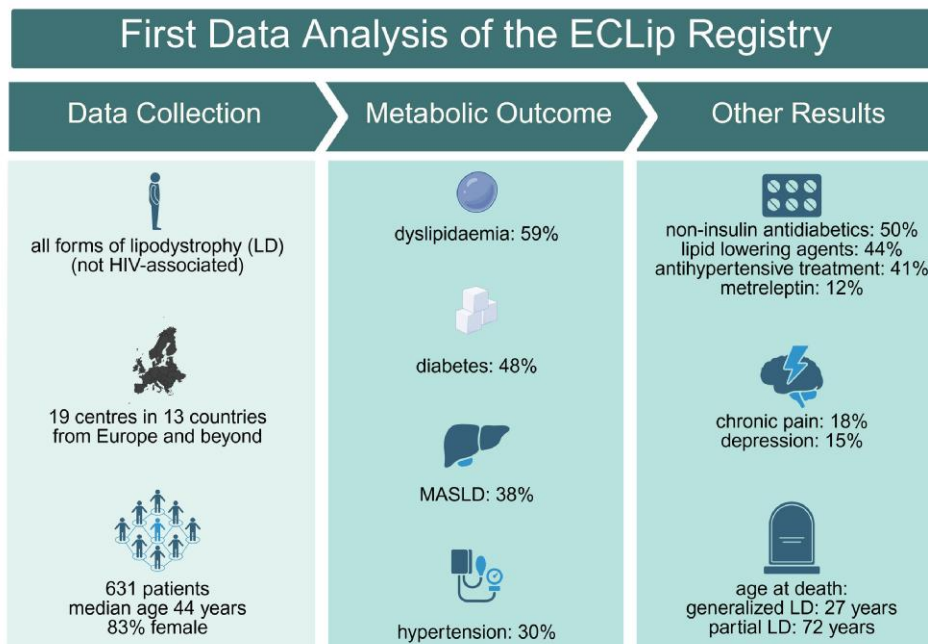 First Data Analysis of the ECLip Registry
Data Collection
all forms of lipodystrophy (LD)
(not HIV-associated)
19 centres in 13 countries
from Europe and beyond
631 patients
median age 44 years
83% female
Metabolic Outcome
dyslipidaemia: 59%
diabetes: 48%
MASLD: 38%
hypertension: 30%
Other Results
non-insulin antidiabetics: 50%
lipid lowering agents: 44%
antihypertensive treatment: 41%
metreleptin: 12%
chronic pain: 18%
depression: 15%
age at death:
generalized LD: 27 years
partial LD: 72 years